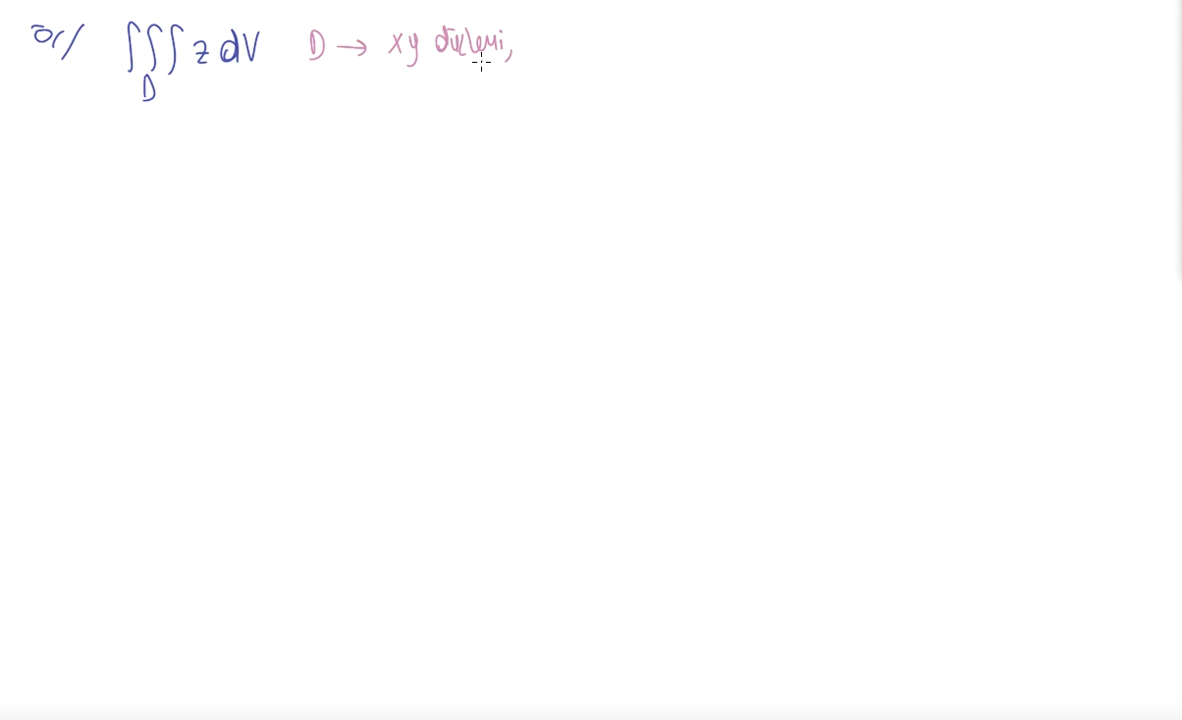 Ör/ ∫∫∫_D z dV D → xy düzlemi,